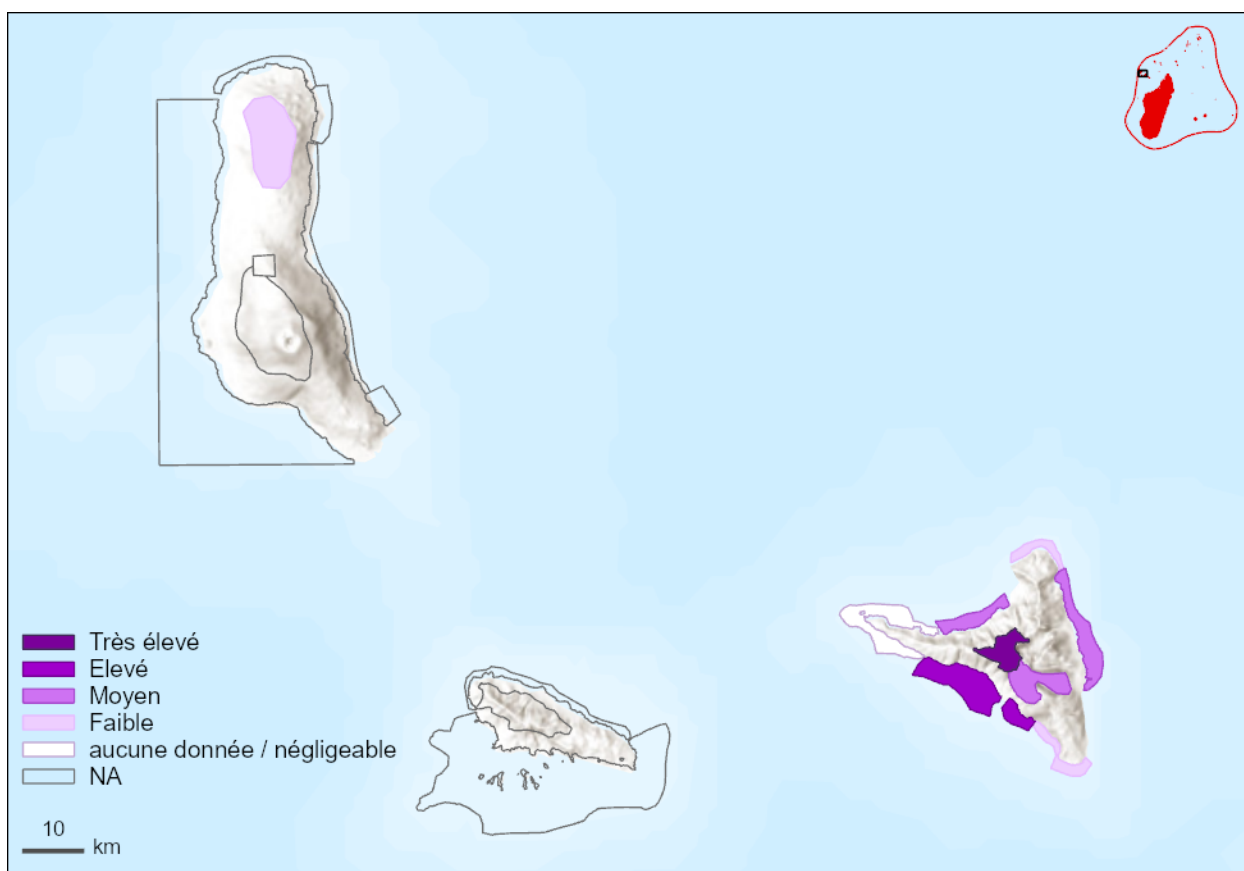 Très élevé
Elevé
Moyen
Faible
aucune donnée / négligeable
NA
10
km